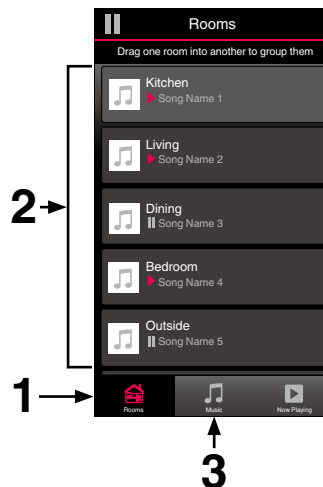 Rooms
Drag one room into another to group them
Kitchen
Song Name 1
Living
Song Name 2
2
Dining
Song Name 3
Bedroom
Song Name 4
Outside
Song Name 5
1
Rooms
Music
Now Playing
3